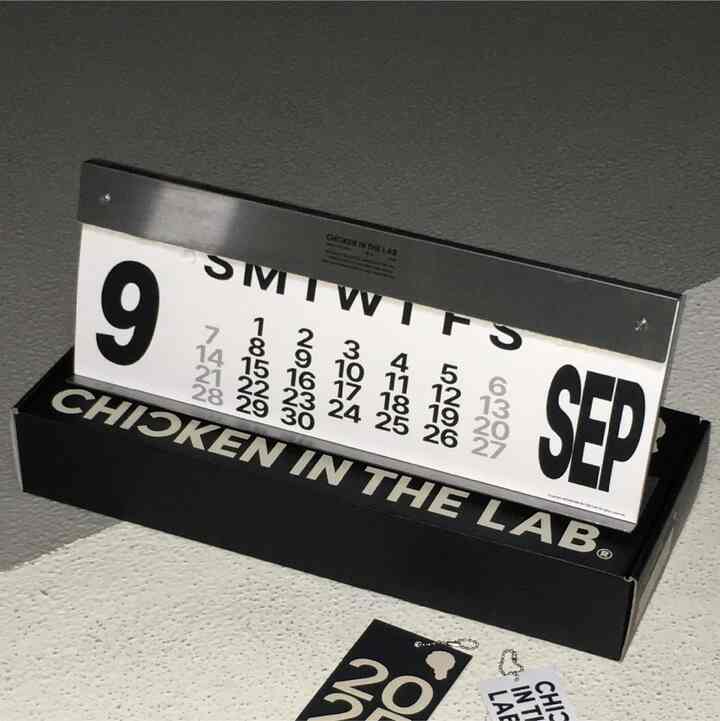 CHICKEN IN THE LAB
9
S M T W T F S
1 2 3 4 5 6
7 8 9 10 11 12 13
14 15 16 17 18 19 20
21 22 23 24 25 26 27
28 29 30
SEP
CHICKEN IN THE LAB®
20
25
CHIC
IN T
LAB